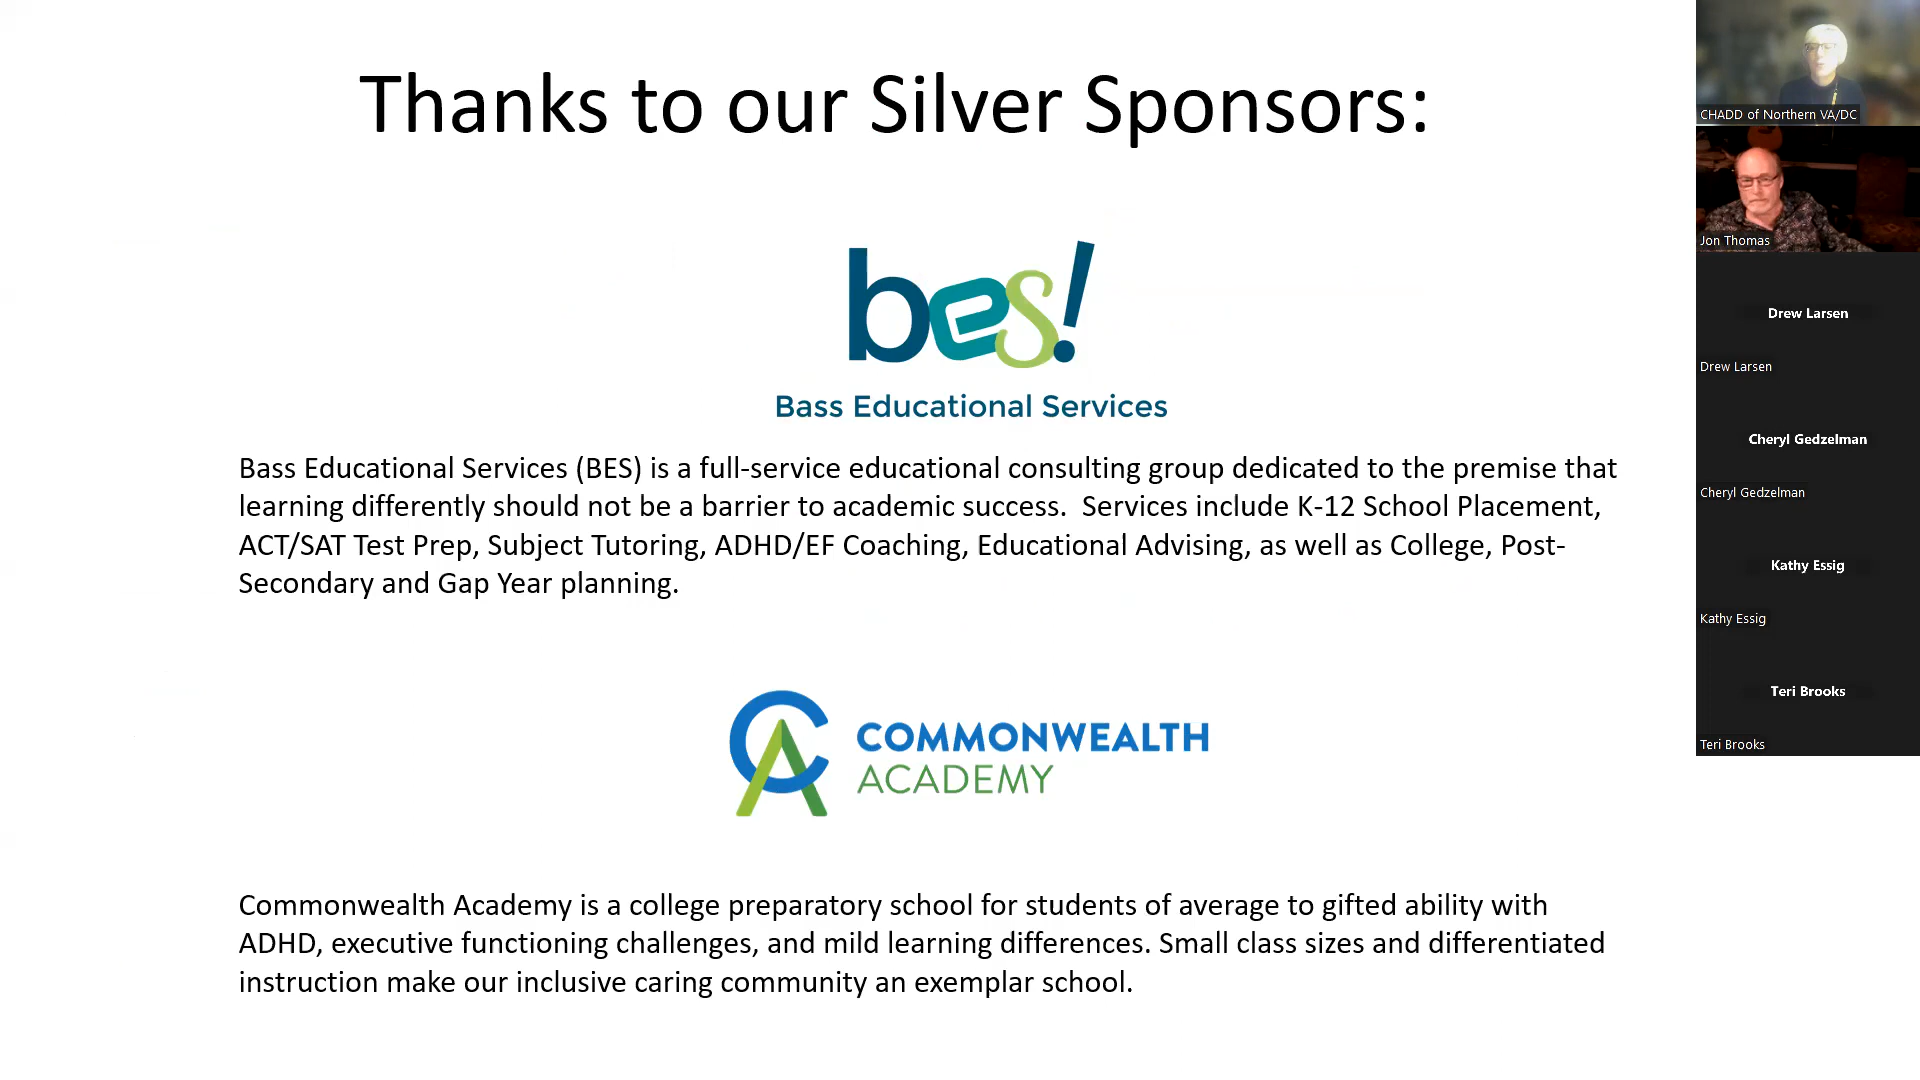 Thanks to our Silver Sponsors:
bes!
Bass Educational Services
Bass Educational Services (BES) is a full-service educational consulting group dedicated to the premise that
learning differently should not be a barrier to academic success.  Services include K-12 School Placement,
ACT/SAT Test Prep, Subject Tutoring, ADHD/EF Coaching, Educational Advising, as well as College, Post-
Secondary and Gap Year planning.
CA
COMMONWEALTH
ACADEMY
Commonwealth Academy is a college preparatory school for students of average to gifted ability with
ADHD, executive functioning challenges, and mild learning differences. Small class sizes and differentiated
instruction make our inclusive caring community an exemplar school.
CHADD of Northern VA/DC
Jon Thomas
Drew Larsen
Drew Larsen
Cheryl Gedzelman
Cheryl Gedzelman
Kathy Essig
Kathy Essig
Teri Brooks
Teri Brooks